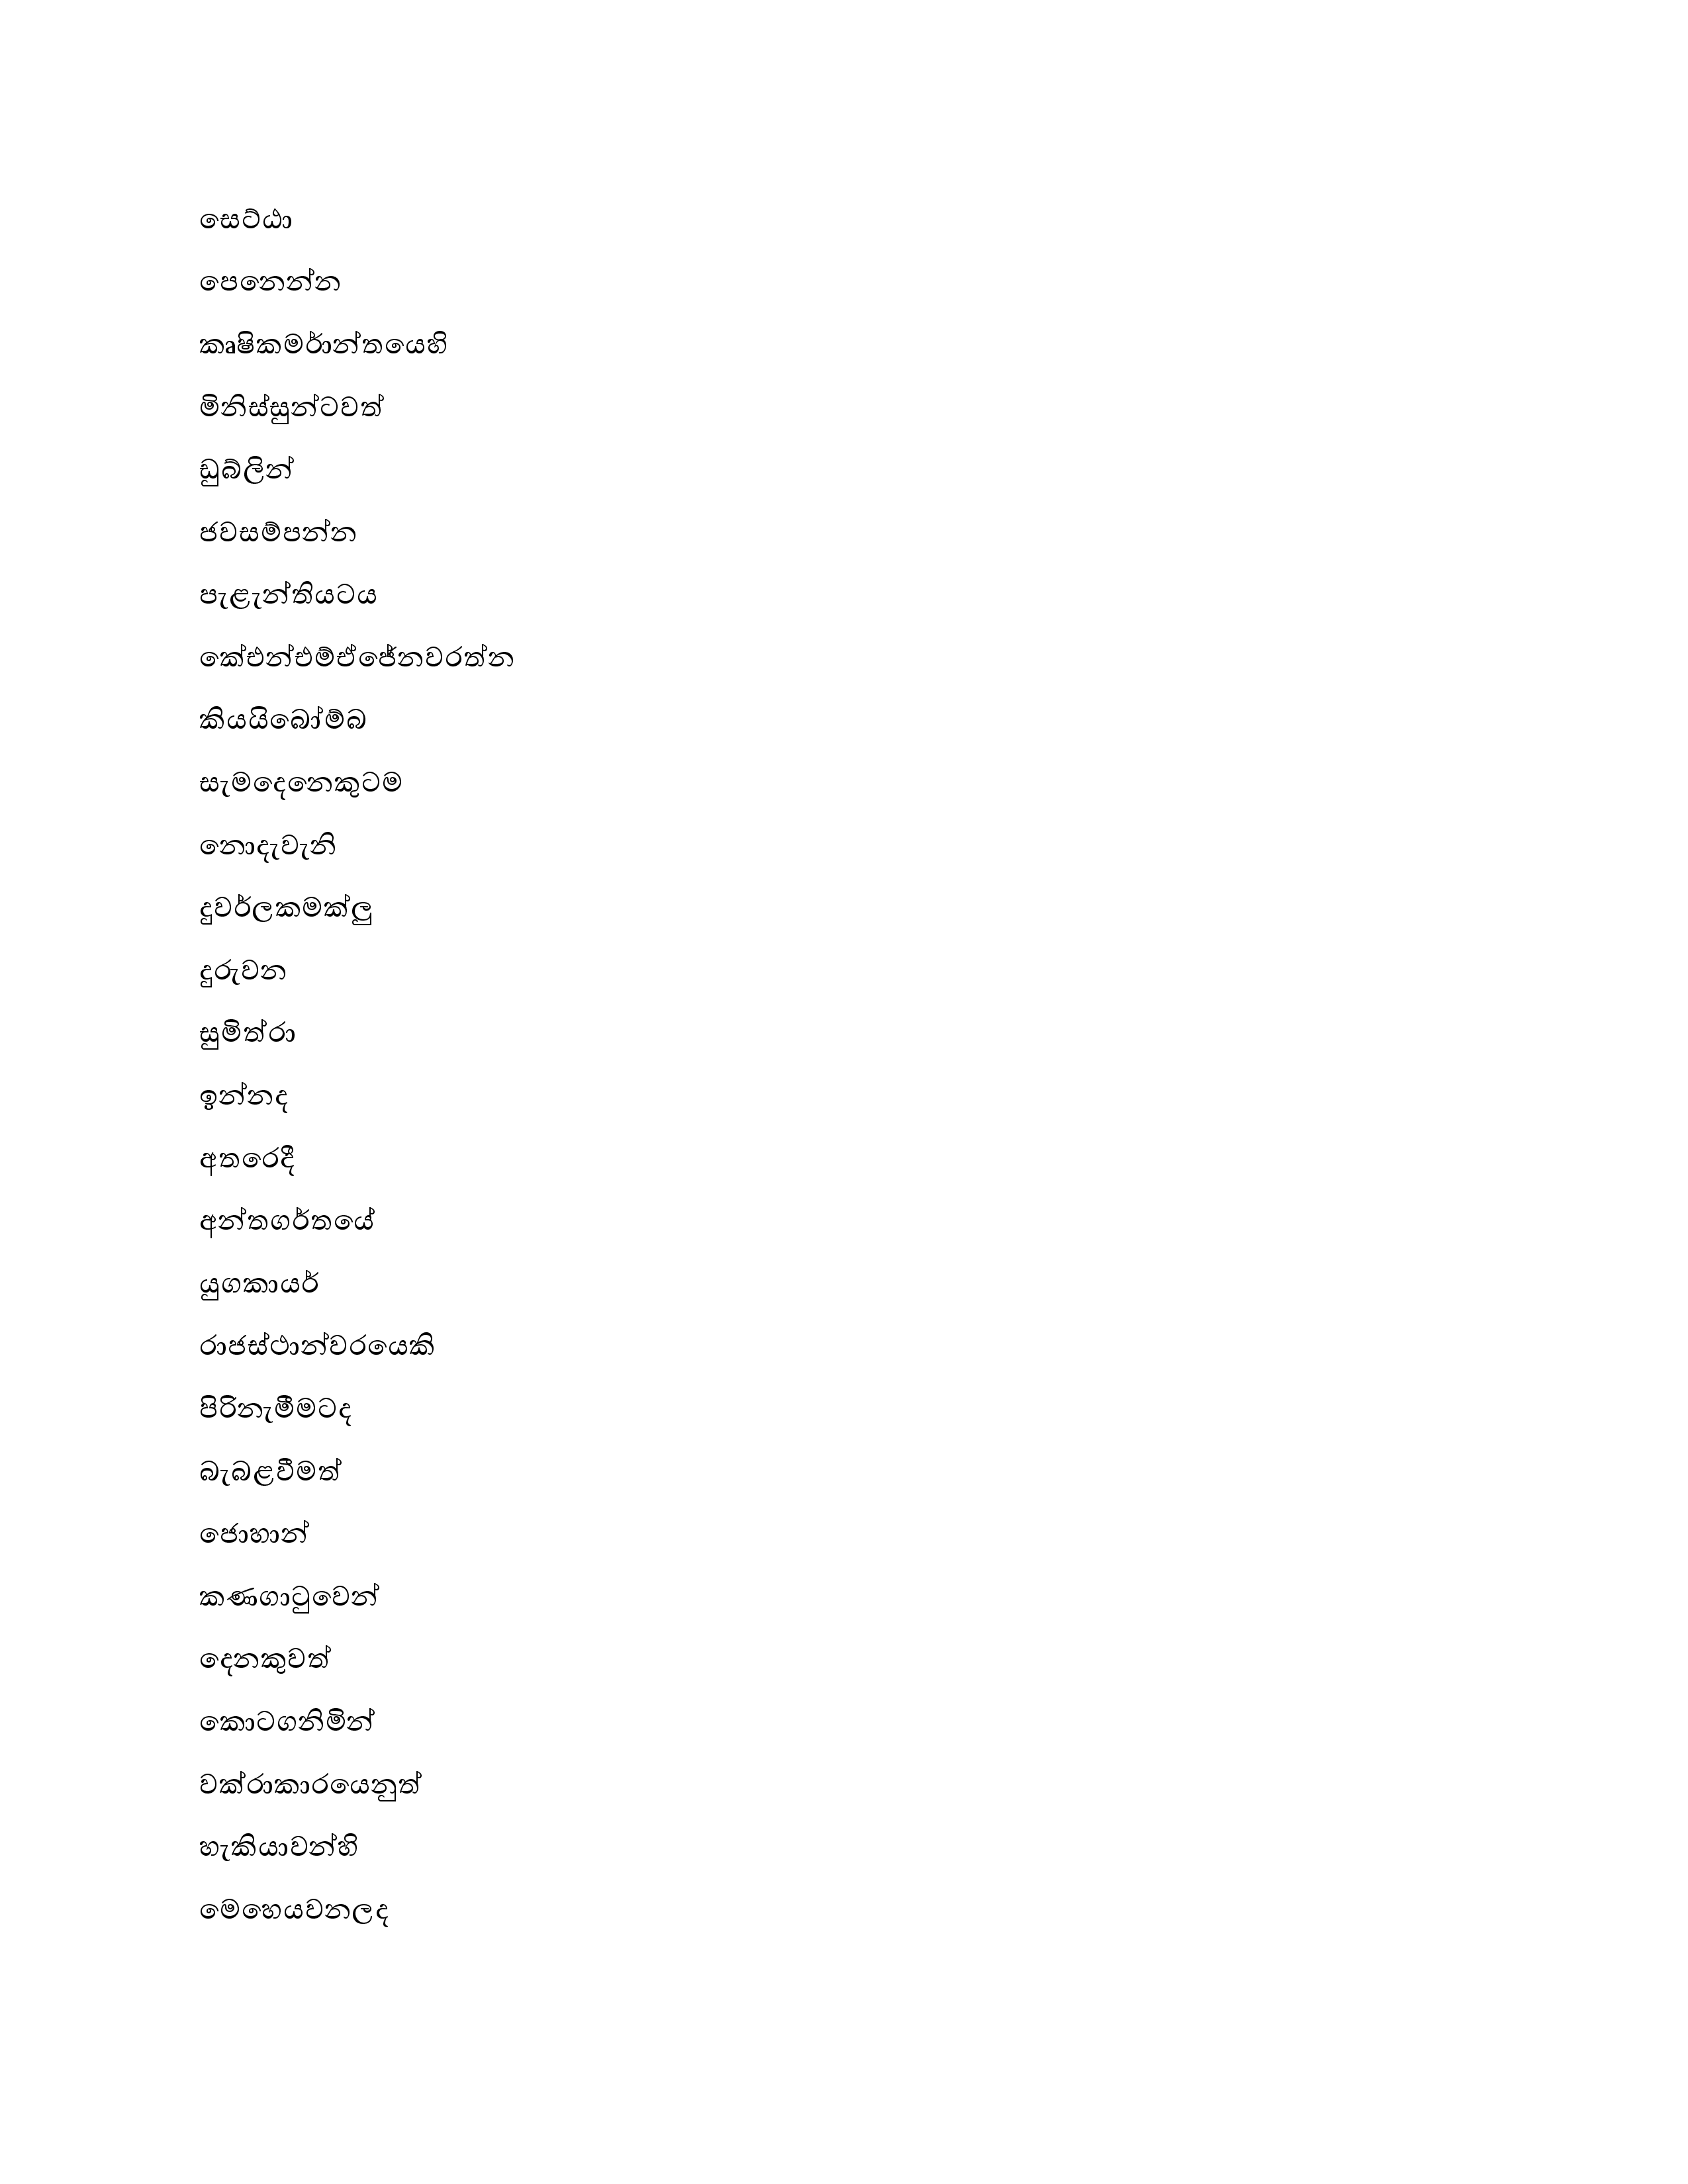 සෙට්ඨා
පෙනෙන්න
කෘෂිකමර්ාන්තයෙහි
මිනිස්සුන්ටවත්
ඩුබ්ලින්
ජවසම්පන්න
පැළැන්තියටය
කේඑන්එම්ඒජේනවරත්න
කියයිබෝම්බ
සැමදෙනෙකුටම
නොදැවැනි
දුවර්ලකමක්ලු
දුරුවන
සුමිත්රා
ඉන්නද
අතරෙදී
අන්තගර්තයේ
යුගකායර්
රාජස්ථාන්වරයෙකි
පිරිනැමීමටද
බැබළවීමත්
ජොහාන්
කණගාටුවෙන්
දෙනකුවත්
කොටගනිමින්
වක්රාකාරයෙනුත්
හැකියාවන්හි
මෙහෙයවනලද